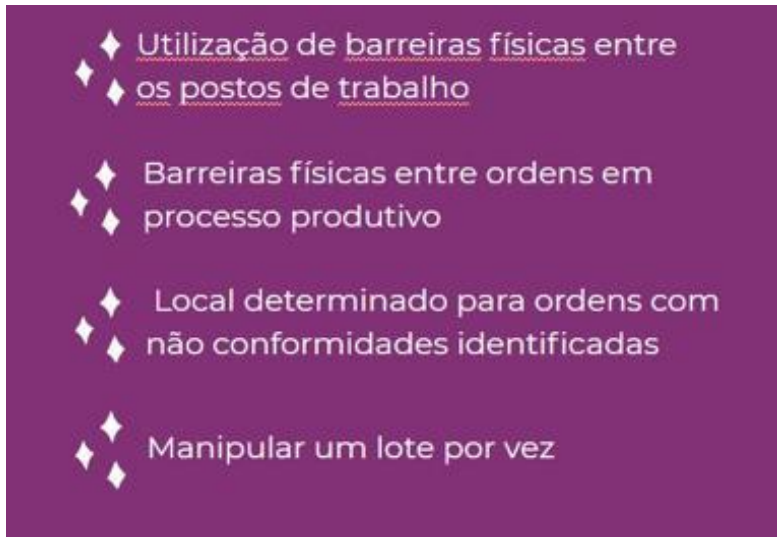 Utilização de barreiras físicas entre
os postos de trabalho
Barreiras físicas entre ordens em
processo produtivo
Local determinado para ordens com
não conformidades identificadas
Manipular um lote por vez